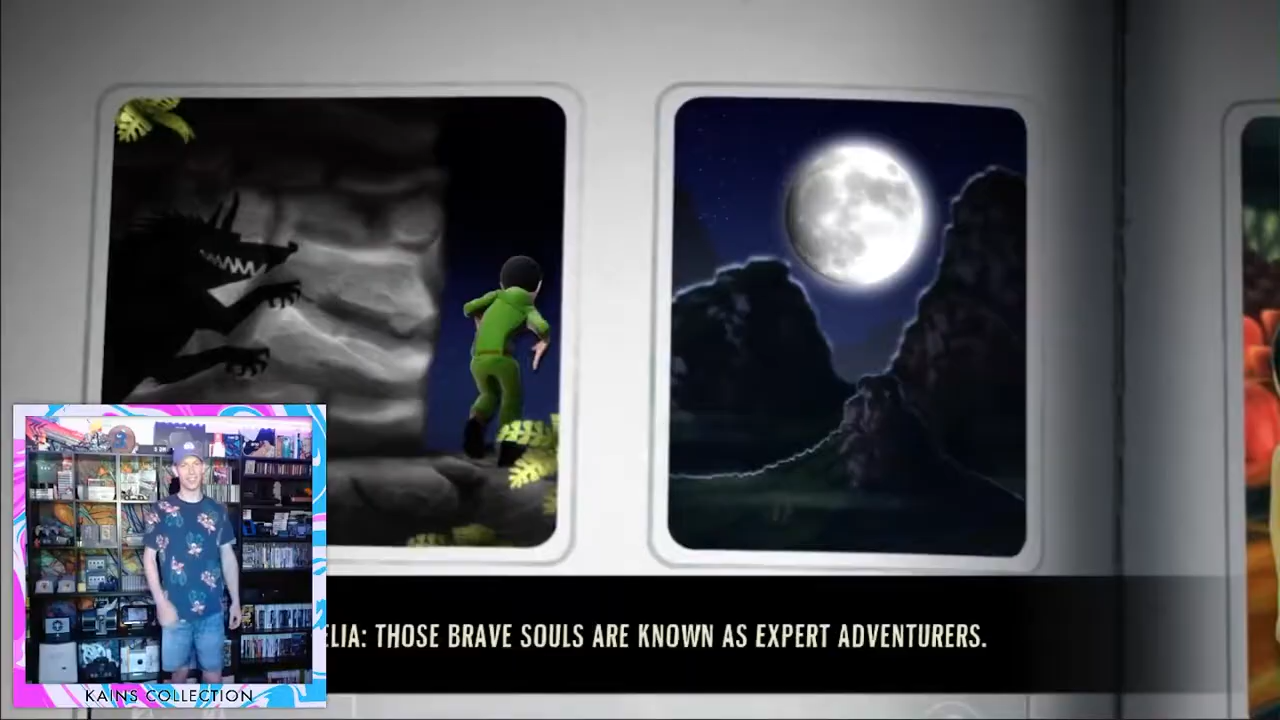 ELIA: THOSE BRAVE SOULS ARE KNOWN AS EXPERT ADVENTURERS.
KAINS COLLECTION